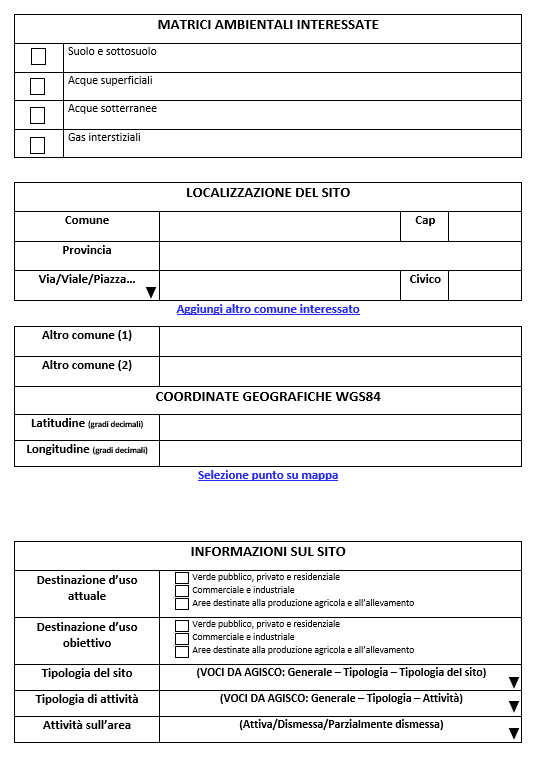 MATRICI AMBIENTALI INTERESSATE
Suolo e sottosuolo
Acque superficiali
Acque sotterranee
Gas interstiziali
LOCALIZZAZIONE DEL SITO
Comune
Cap
Provincia
Via/Viale/Piazza...
Civico
Aggiungi altro comune interessato
Altro comune (1)
Altro comune (2)
COORDINATE GEOGRAFICHE WGS84
Latitudine (gradi decimali)
Longitudine (gradi decimali)
Selezione punto su mappa
INFORMAZIONI SUL SITO
Destinazione d’uso
attuale
Verde pubblico, privato e residenziale
Commerciale e industriale
Aree destinate alla produzione agricola e all’allevamento
Destinazione d’uso
obiettivo
Verde pubblico, privato e residenziale
Commerciale e industriale
Aree destinate alla produzione agricola e all’allevamento
Tipologia del sito
(VOCI DA AGISCO: Generale – Tipologia – Tipologia del sito)
Tipologia di attività
(VOCI DA AGISCO: Generale – Tipologia – Attività)
Attività sull’area
(Attiva/Dismessa/Parzialmente dismessa)